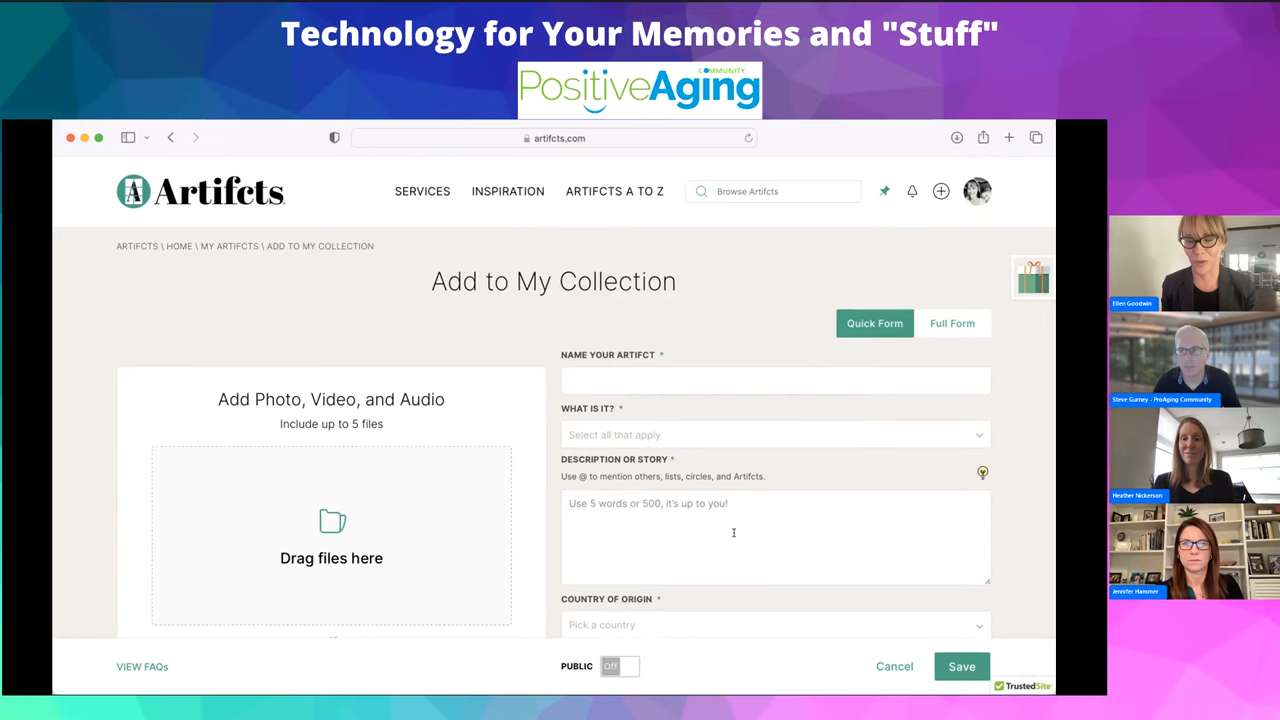 Technology for Your Memories and "Stuff"
COMMUNITY
PositiveAging
artifcts.com
Artifcts
SERVICES
INSPIRATION
ARTIFCTS A TO Z
Browse Artifcts
ARTIFCTS \ HOME \ MY ARTIFCTS \ ADD TO MY COLLECTION
Add to My Collection
Quick Form
Full Form
Add Photo, Video, and Audio
Include up to 5 files
Drag files here
NAME YOUR ARTIFCT *
WHAT IS IT? *
Select all that apply
DESCRIPTION OR STORY *
Use @ to mention others, lists, circles, and Artifcts.
Use 5 words or 500, it's up to you!
COUNTRY OF ORIGIN *
Pick a country
VIEW FAQs
PUBLIC
Off
Cancel
Save
TrustedSite
Ellen Goodwin
Steve Gurney - ProAging Community
Heather Nickerson
Jennifer Hammer